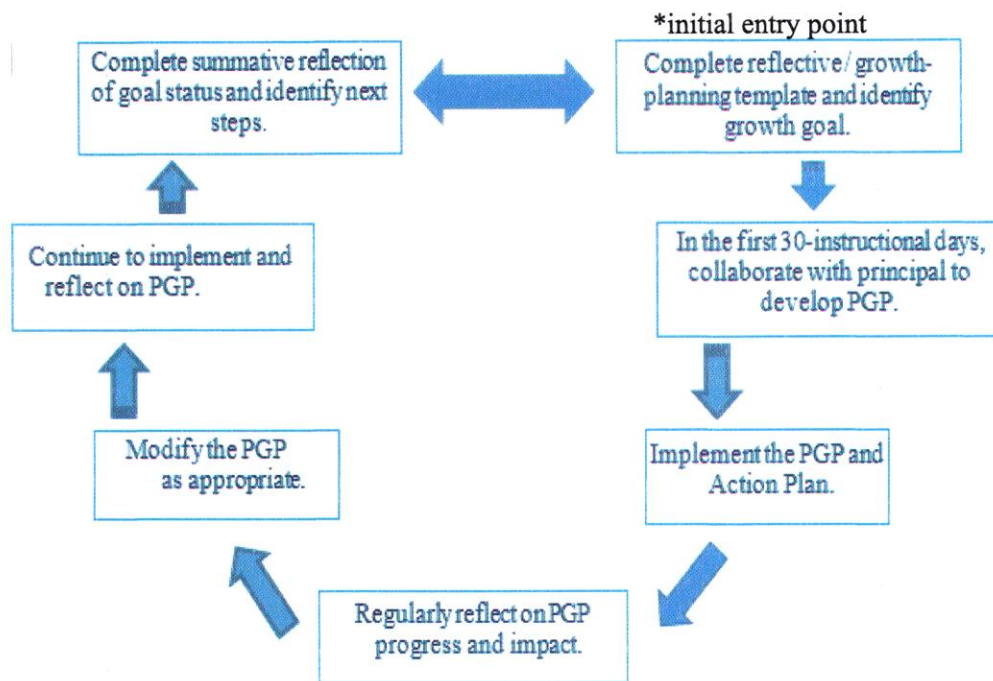 *initial entry point
Complete reflective/growth-
planning template and identify
growth goal.
In the first 30-instructional days,
collaborate with principal to
develop PGP.
Implement the PGP and
Action Plan.
Regularly reflect on PGP
progress and impact.
Modify the PGP
as appropriate.
Continue to implement and
reflect on PGP.
Complete summative reflection
of goal status and identify next
steps.